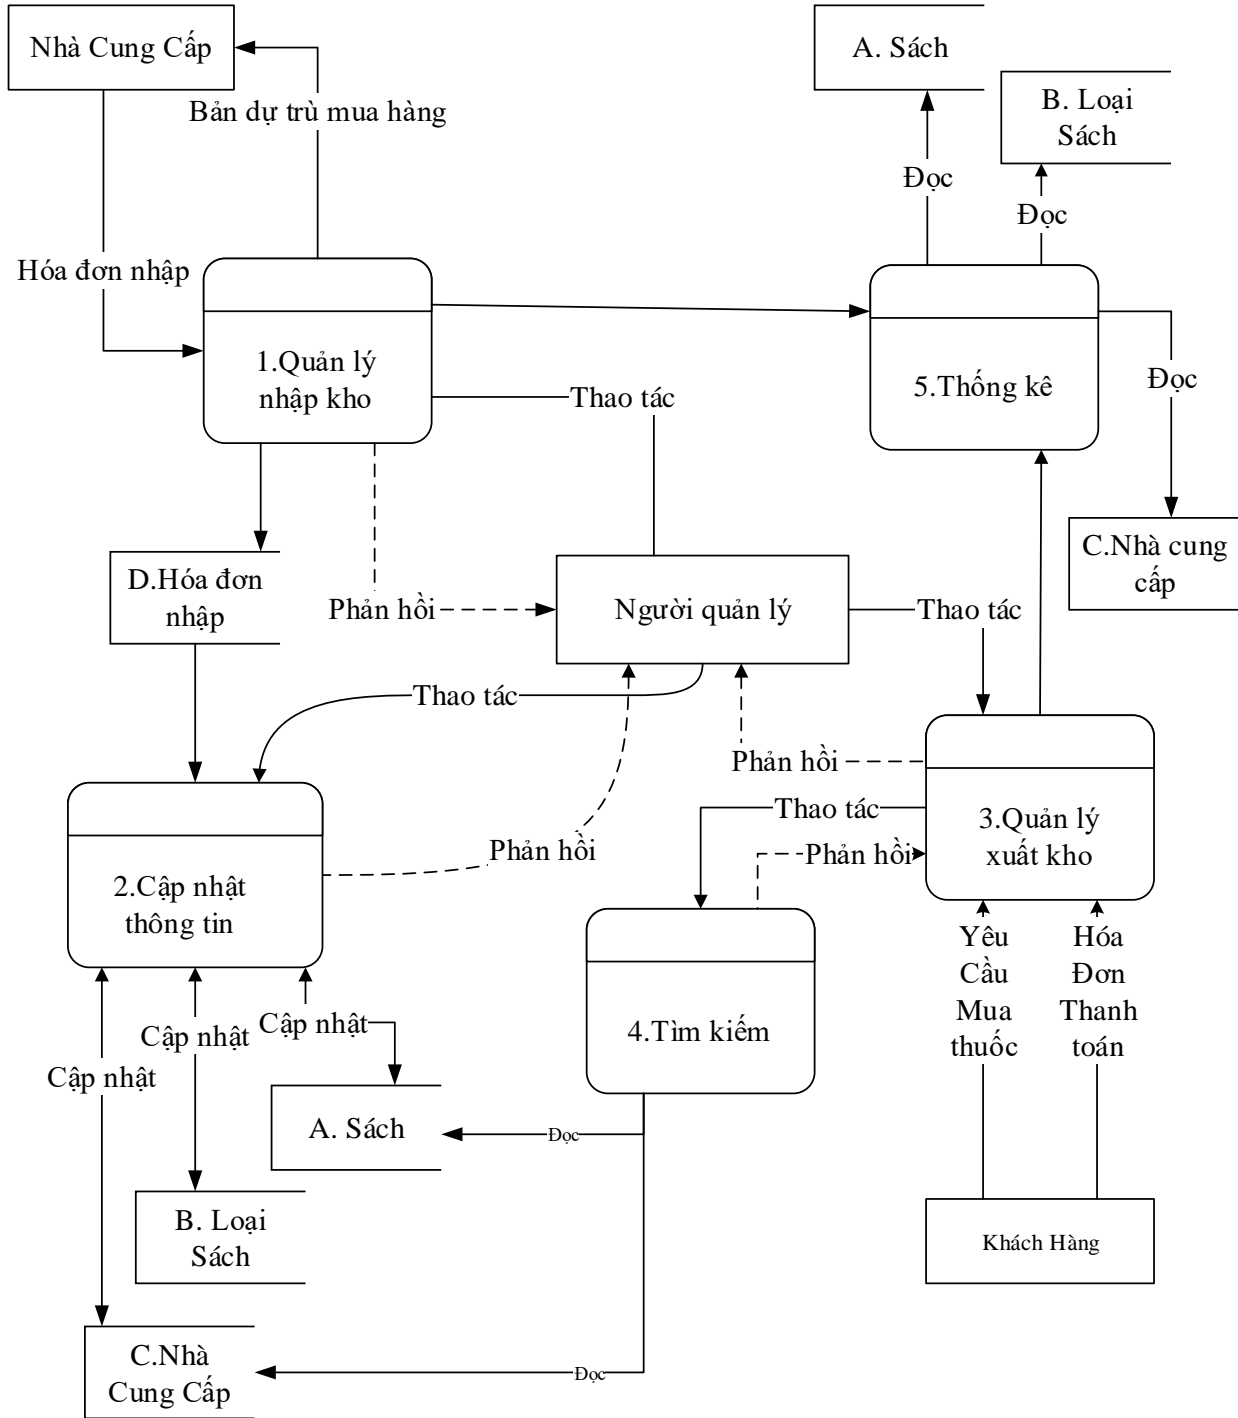 Nhà Cung Cấp
A. Sách
B. Loại
Sách
Bản dự trù mua hàng
Đọc
Đọc
Hóa đơn nhập
1.Quản lý
nhập kho
5.Thống kê
Đọc
Thao tác
D.Hóa đơn
nhập
Phản hồi
Người quản lý
Thao tác
C.Nhà cung
cấp
Thao tác
Phản hồi
Thao tác
3.Quản lý
xuất kho
Phản hồi
Phản hồi
2.Cập nhật
thông tin
4.Tìm kiếm
Yêu
Cầu
Mua
thuốc
Hóa
Đơn
Thanh
toán
Cập nhật
Cập nhật
Cập nhật
A. Sách
Đọc
B. Loại
Sách
Khách Hàng
C.Nhà
Cung Cấp
Đọc